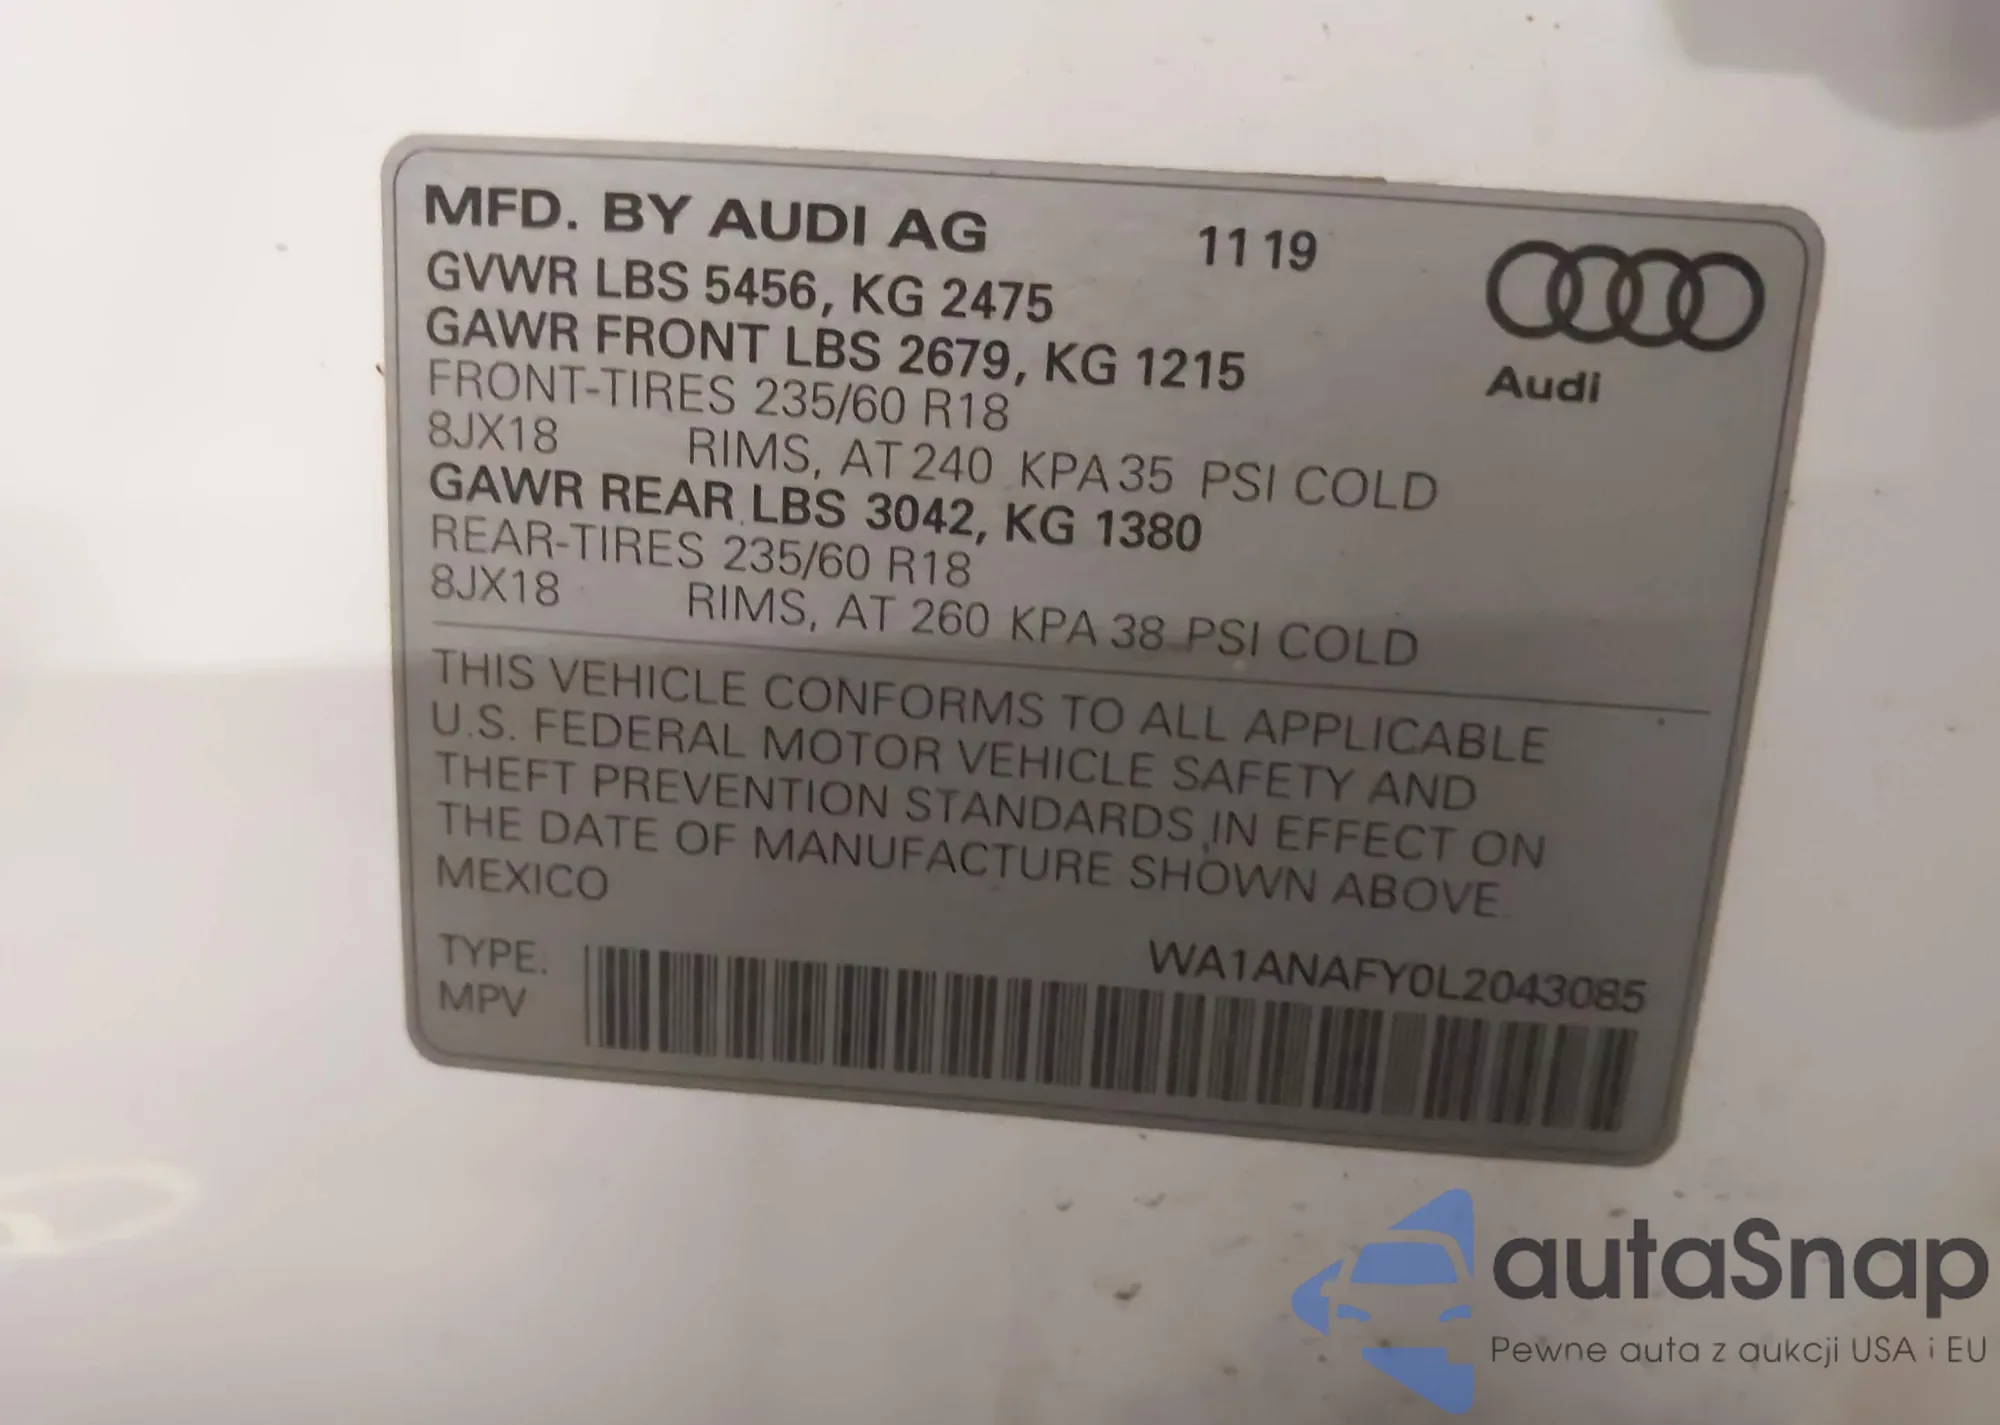 MFD. BY AUDI AG 11 19
GVWR LBS 5456, KG 2475
GAWR FRONT LBS 2679, KG 1215
FRONT-TIRES 235/60 R18
8JX18 RIMS, AT 240 KPA 35 PSI COLD
GAWR REAR LBS 3042, KG 1380
REAR-TIRES 235/60 R18
8JX18 RIMS, AT 260 KPA 38 PSI COLD
Audi
THIS VEHICLE CONFORMS TO ALL APPLICABLE
U.S. FEDERAL MOTOR VEHICLE SAFETY AND
THEFT PREVENTION STANDARDS IN EFFECT ON
THE DATE OF MANUFACTURE SHOWN ABOVE.
MEXICO
TYPE:
MPV
WA1ANAFY0L2043085
autaSnap
Pewne auta z aukcji USA i EU